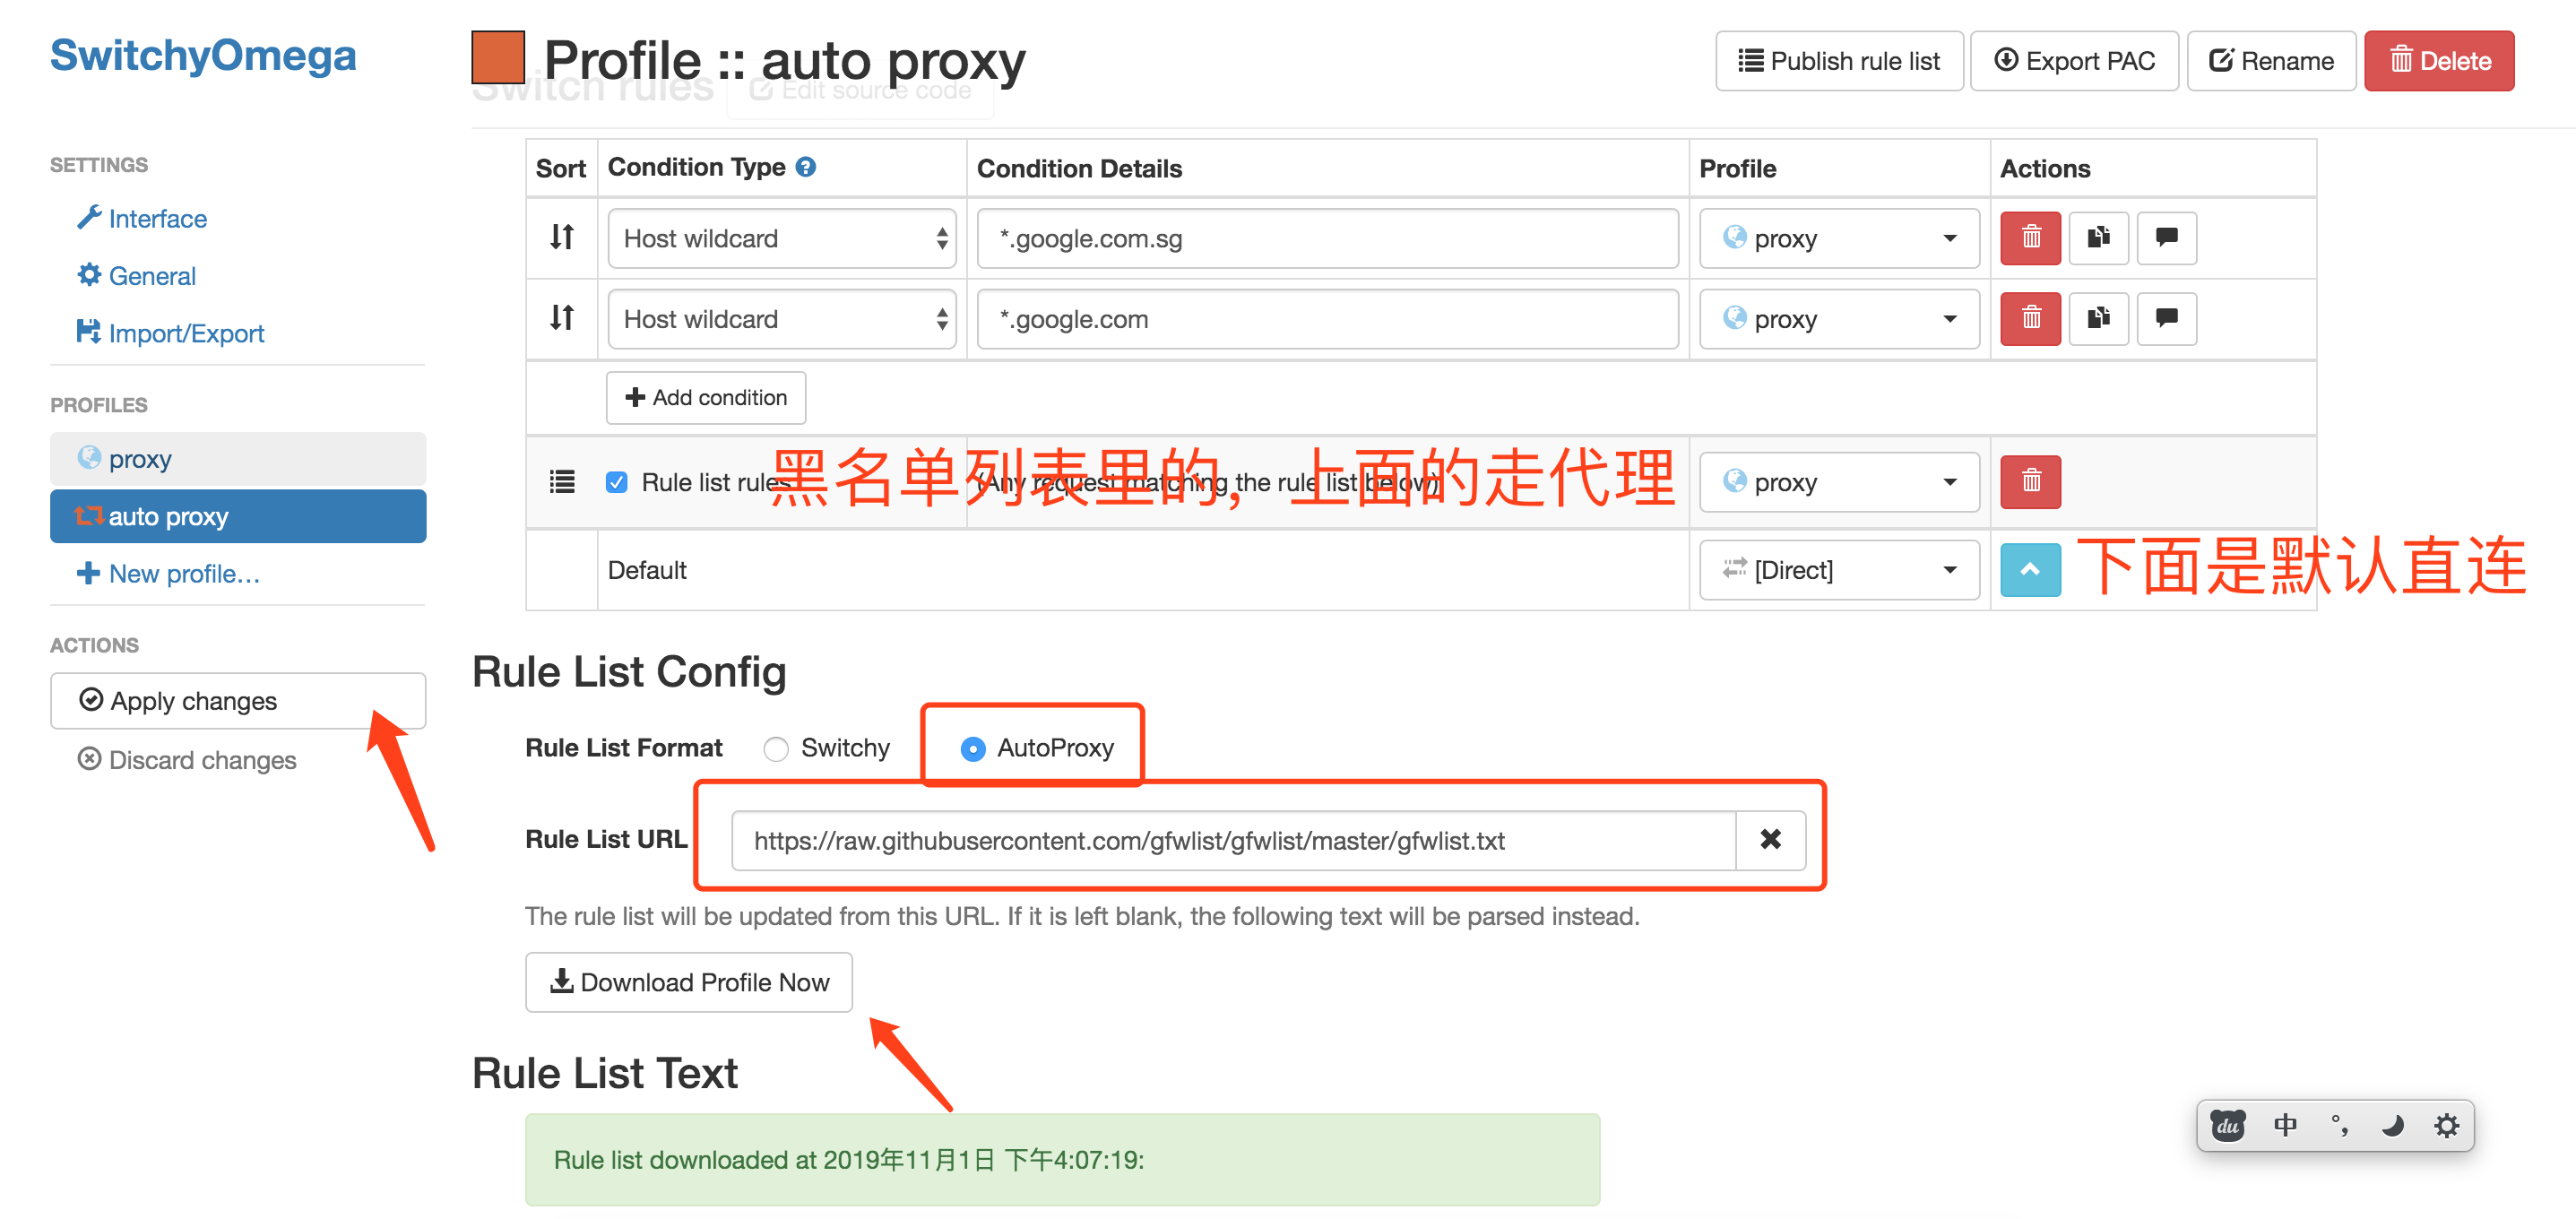 SwitchyOmega
Profile :: auto proxy
Publish rule list
Export PAC
Rename
Delete
Switch rules
Edit source code
SETTINGS
Interface
General
Import/Export
PROFILES
proxy
auto proxy
New profile...
ACTIONS
Apply changes
Discard changes
Sort Condition Type ? Condition Details Profile Actions
Host wildcard *.google.com.sg proxy
Host wildcard *.google.com proxy
Add condition
Rule list rules (Any request matching the rule list below) proxy
黑名单列表里的, 上面的走代理
Default [Direct]
下面是默认直连
Rule List Config
Rule List Format Switchy AutoProxy
Rule List URL https://raw.githubusercontent.com/gfwlist/gfwlist/master/gfwlist.txt
The rule list will be updated from this URL. If it is left blank, the following text will be parsed instead.
Download Profile Now
Rule List Text
Rule list downloaded at 2019年11月1日 下午4:07:19:
du 中 °,